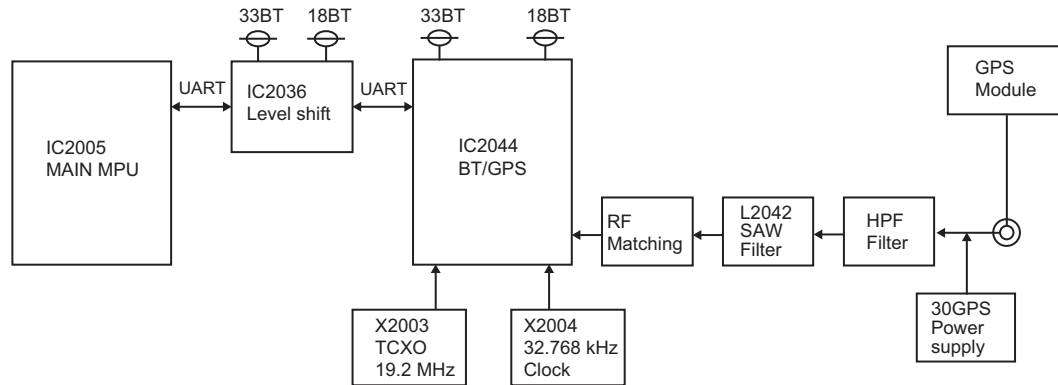 33BT
18BT
33BT
18BT
GPS
Module
UART
IC2036
Level shift
UART
IC2005
MAIN MPU
IC2044
BT/GPS
RF
Matching
L2042
SAW
Filter
HPF
Filter
30GPS
Power
supply
X2003
TCXO
19.2 MHz
X2004
32.768 kHz
Clock